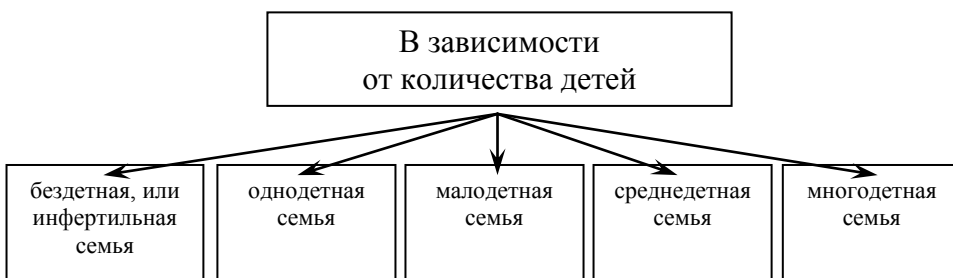 В зависимости
от количества детей
бездетная, или
инфертильная
семья
однодетная
семья
малодетная
семья
среднедетная
семья
многодетная
семья